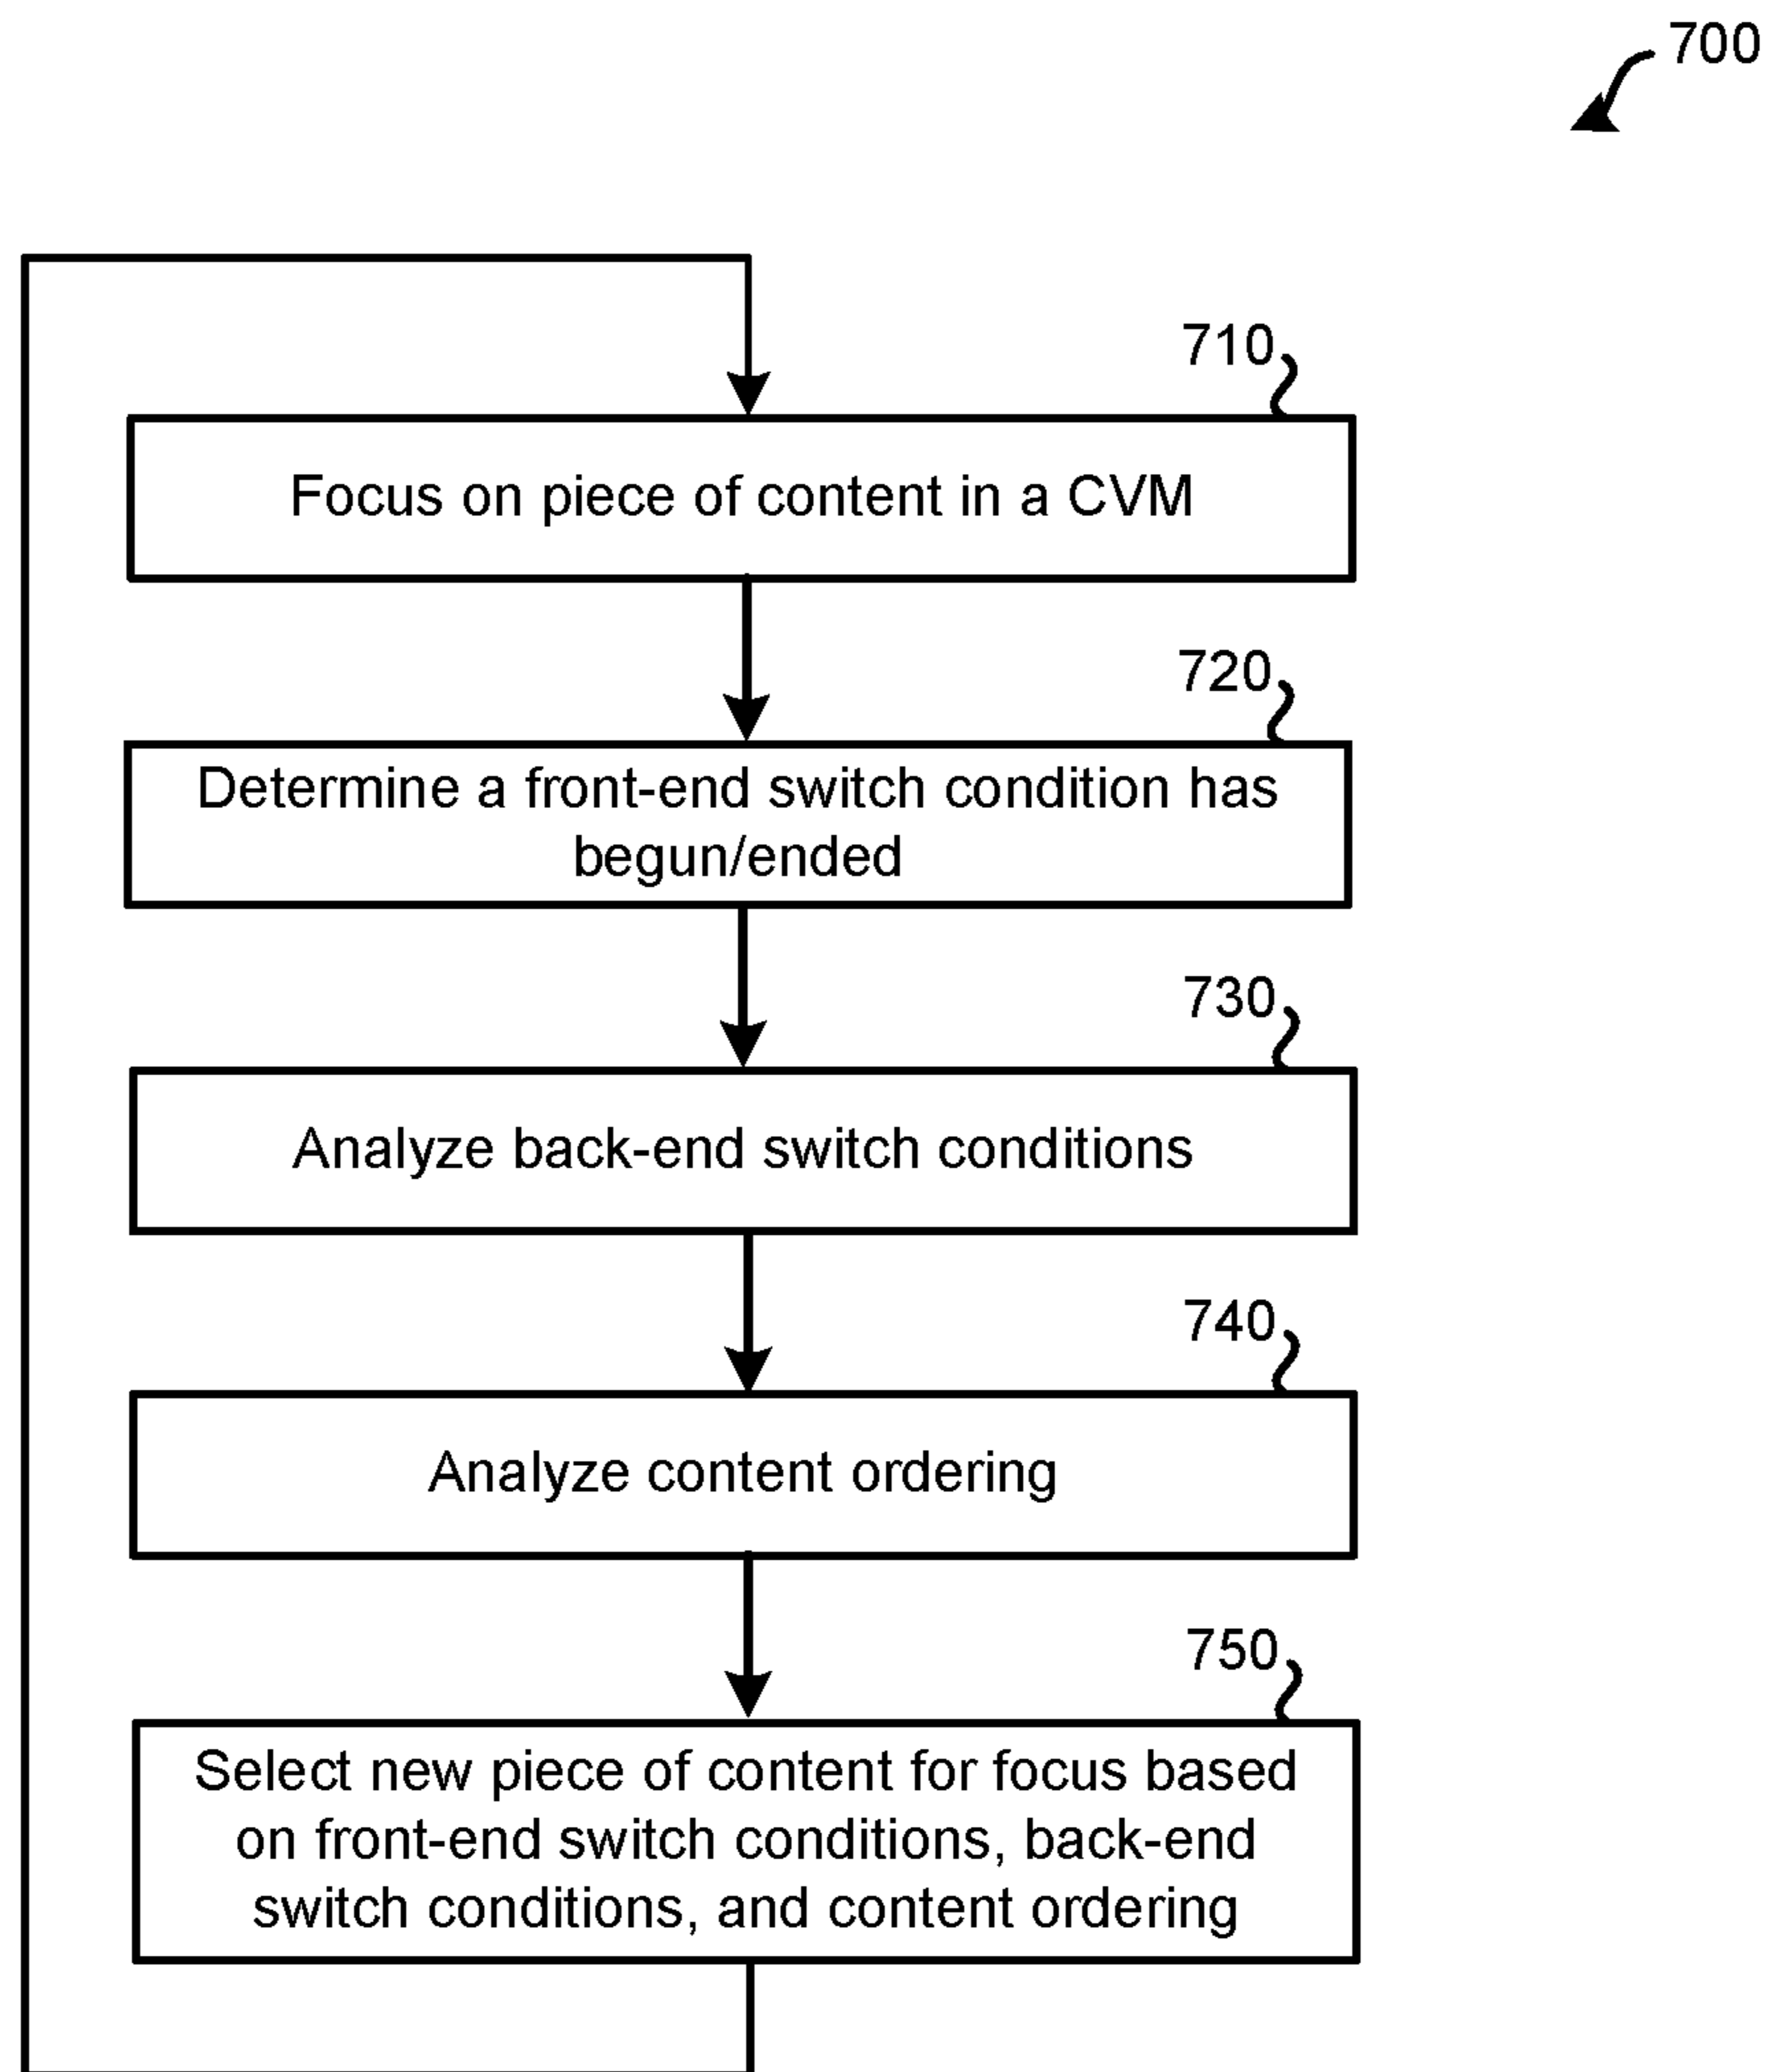 700
710
Focus on piece of content in a CVM
720
Determine a front-end switch condition has
begun/ended
730
Analyze back-end switch conditions
740
Analyze content ordering
750
Select new piece of content for focus based
on front-end switch conditions, back-end
switch conditions, and content ordering